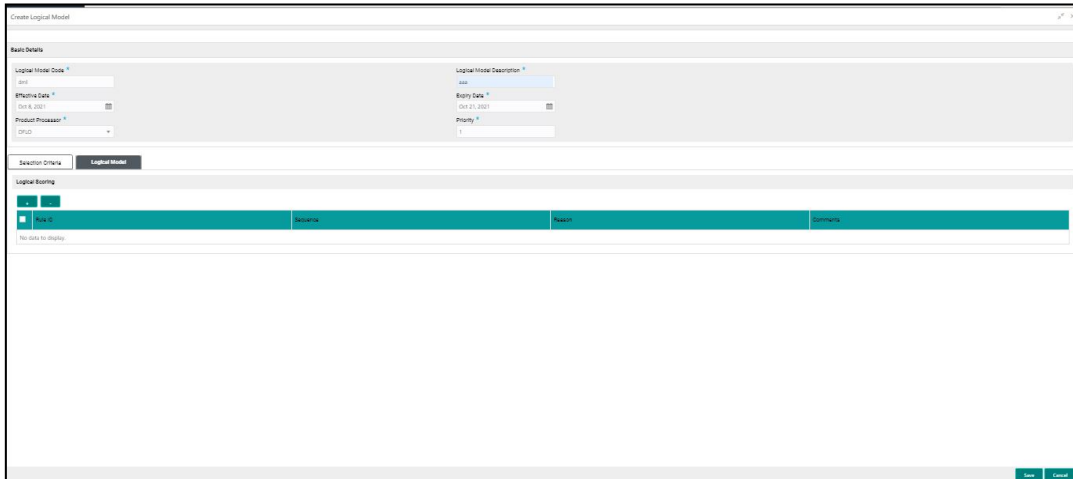 Create Logical Model
Basic Details
Logical Model Code *
Logical Model Description *
aaa
Effective Date *
Expiry Date *
Oct 8, 2021
Oct 21, 2021
Product Processor *
Priority *
OFLO
1
Selection Criteria
Logical Model
Logical Scoring
+
-
Rule ID
Sequence
Reason
Comments
No data to display.
Save
Cancel